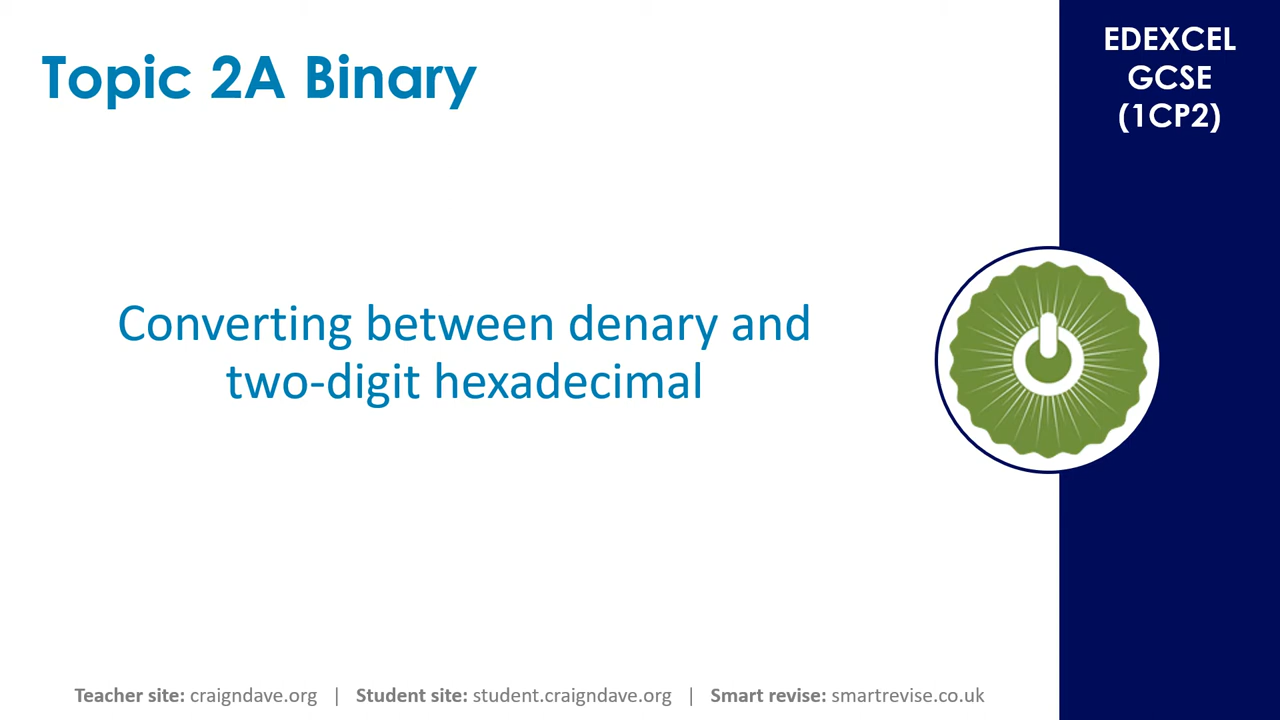 Topic 2A Binary
EDEXCEL
GCSE
(1CP2)
Converting between denary and
two-digit hexadecimal
Teacher site: craigndave.org | Student site: student.craigndave.org | Smart revise: smartrevise.co.uk